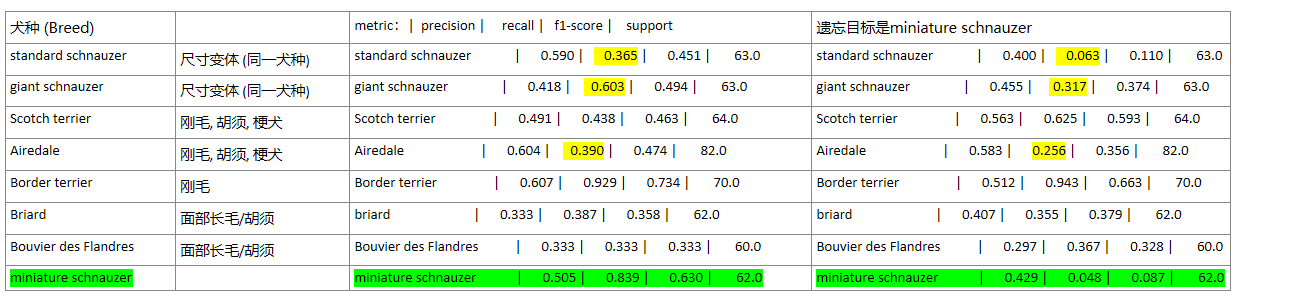 犬种 (Breed) metric： | precision | recall | f1-score | support 遗忘目标是miniature schnauzer
standard schnauzer 尺寸变体 (同一犬种) standard schnauzer | 0.590 | 0.365 | 0.451 | 63.0 standard schnauzer | 0.400 | 0.063 | 0.110 | 63.0
giant schnauzer 尺寸变体 (同一犬种) giant schnauzer | 0.418 | 0.603 | 0.494 | 63.0 giant schnauzer | 0.455 | 0.317 | 0.374 | 63.0
Scotch terrier 刚毛, 胡须, 梗犬 Scotch terrier | 0.491 | 0.438 | 0.463 | 64.0 Scotch terrier | 0.563 | 0.625 | 0.593 | 64.0
Airedale 刚毛, 胡须, 梗犬 Airedale | 0.604 | 0.390 | 0.474 | 82.0 Airedale | 0.583 | 0.256 | 0.356 | 82.0
Border terrier 刚毛 Border terrier | 0.607 | 0.929 | 0.734 | 70.0 Border terrier | 0.512 | 0.943 | 0.663 | 70.0
Briard 面部长毛/胡须 briard | 0.333 | 0.387 | 0.358 | 62.0 briard | 0.407 | 0.355 | 0.379 | 62.0
Bouvier des Flandres 面部长毛/胡须 Bouvier des Flandres | 0.333 | 0.333 | 0.333 | 60.0 Bouvier des Flandres | 0.297 | 0.367 | 0.328 | 60.0
miniature schnauzer miniature schnauzer | 0.505 | 0.839 | 0.630 | 62.0 miniature schnauzer | 0.429 | 0.048 | 0.087 | 62.0